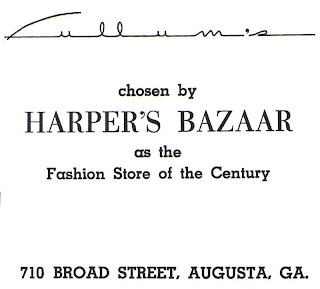 Cullum's
chosen by
HARPER'S BAZAAR
as the
Fashion Store of the Century
710 BROAD STREET, AUGUSTA, GA.